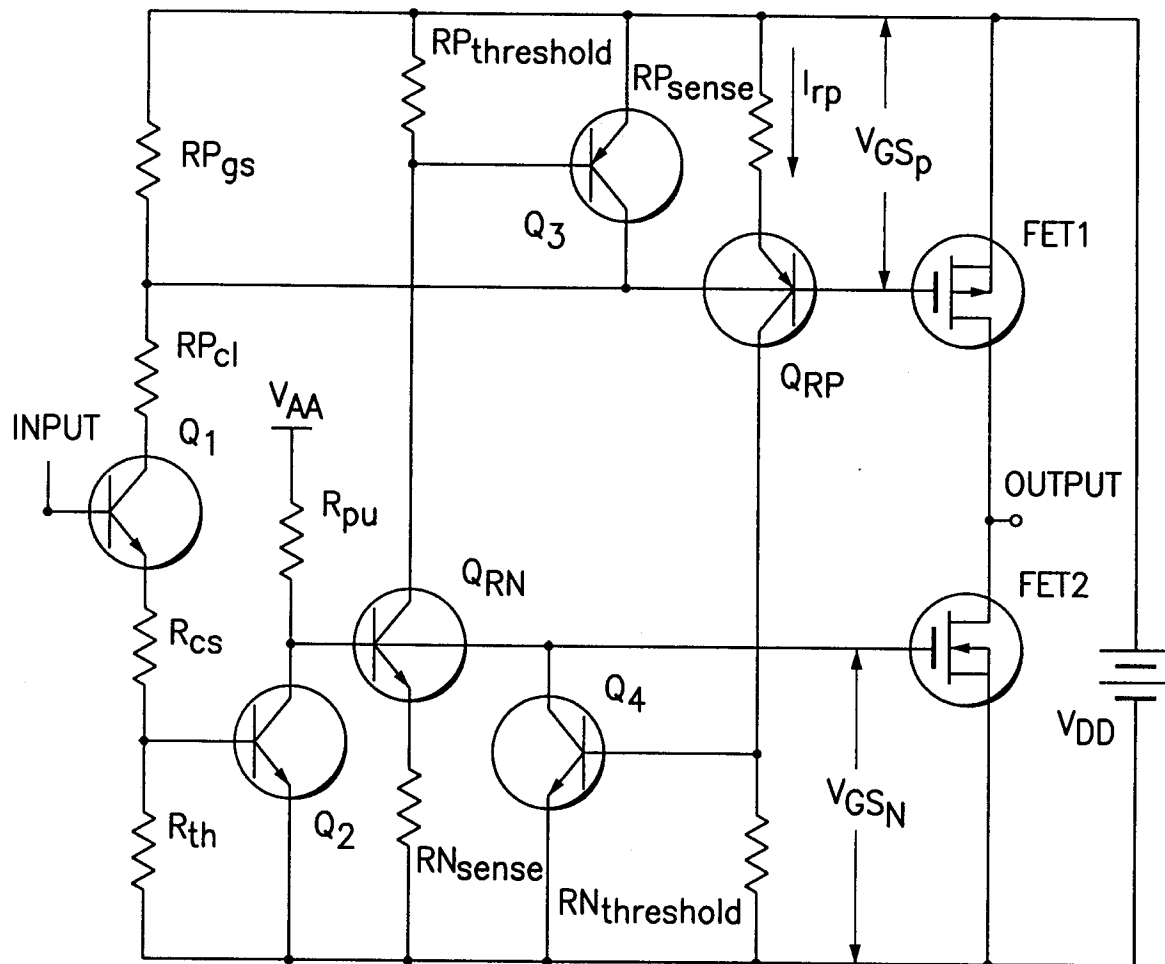 RPthreshold
RPsense
Irp
RPgs
VGSp
Q3
FET1
RPcl
QRP
VAA
INPUT
Q1
OUTPUT
Rpu
QRN
FET2
Rcs
Q4
VDD
VGSN
Rth
Q2
RNsense
RNthreshold